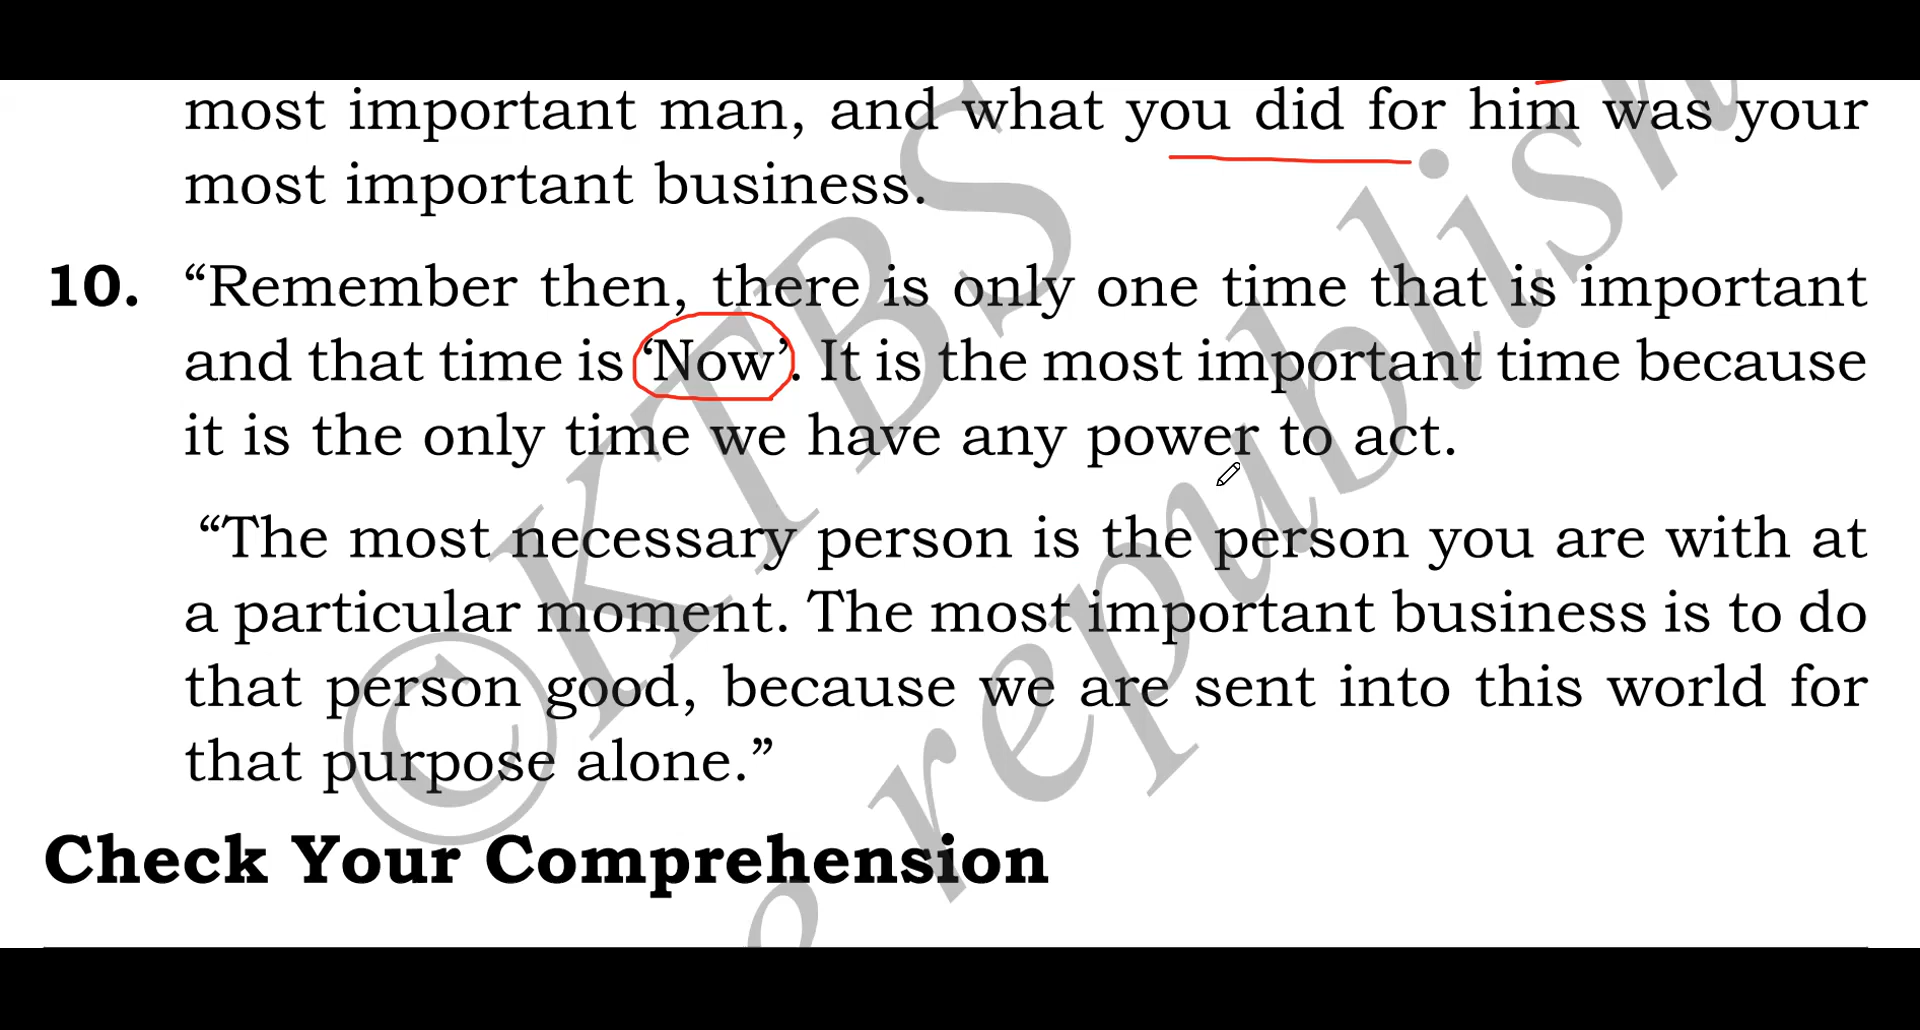 most important man, and what you did for him was your
most important business.
10. “Remember then, there is only one time that is important
and that time is ‘Now’. It is the most important time because
it is the only time we have any power to act.
“The most necessary person is the person you are with at
a particular moment. The most important business is to do
that person good, because we are sent into this world for
that purpose alone.”
Check Your Comprehension
©KTBS
republish